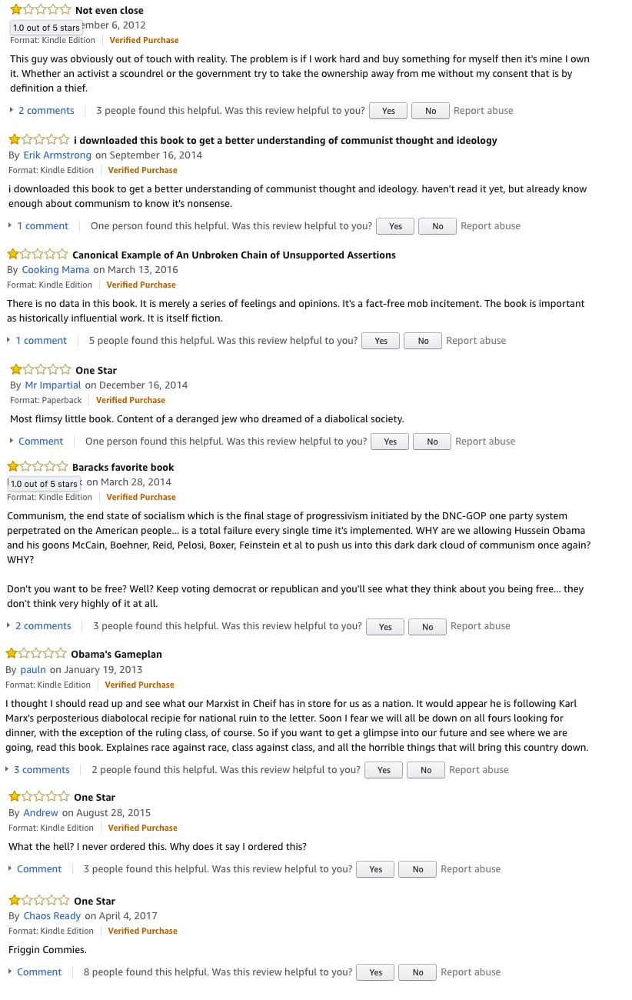 Not even close
1.0 out of 5 stars ember 6, 2012
Format: Kindle Edition Verified Purchase
This guy was obviously out of touch with reality. The problem is if I work hard and buy something for myself then it's mine I own
it. Whether an activist a scoundrel or the government try to take the ownership away from me without my consent that is by
definition a thief.
2 comments 3 people found this helpful. Was this review helpful to you? Yes No Report abuse
i downloaded this book to get a better understanding of communist thought and ideology
By Erik Armstrong on September 16, 2014
Format: Kindle Edition Verified Purchase
i downloaded this book to get a better understanding of communist thought and ideology. haven't read it yet, but already know
enough about communism to know it's nonsense.
1 comment One person found this helpful. Was this review helpful to you? Yes No Report abuse
Canonical Example of An Unbroken Chain of Unsupported Assertions
By Cooking Mama on March 13, 2016
Format: Kindle Edition Verified Purchase
There is no data in this book. It is merely a series of feelings and opinions. It's a fact-free mob incitement. The book is important
as historically influential work. It is itself fiction.
1 comment 5 people found this helpful. Was this review helpful to you? Yes No Report abuse
One Star
By Mr Impartial on December 16, 2014
Format: Paperback Verified Purchase
Most flimsy little book. Content of a deranged jew who dreamed of a diabolical society.
Comment One person found this helpful. Was this review helpful to you? Yes No Report abuse
Baracks favorite book
1.0 out of 5 stars on March 28, 2014
Format: Kindle Edition Verified Purchase
Communism, the end state of socialism which is the final stage of progressivism initiated by the DNC-GOP one party system
perpetrated on the American people... is a total failure every single time it's implemented. WHY are we allowing Hussein Obama
and his goons McCain, Boehner, Reid, Pelosi, Boxer, Feinstein et al to push us into this dark dark cloud of communism once again?
WHY?
Don't you want to be free? Well? Keep voting democrat or republican and you'll see what they think about you being free... they
don't think very highly of it at all.
2 comments 3 people found this helpful. Was this review helpful to you? Yes No Report abuse
Obama's Gameplan
By pauln on January 19, 2013
Format: Kindle Edition Verified Purchase
I thought I should read up and see what our Marxist in Cheif has in store for us as a nation. It would appear he is following Karl
Marx's perposterious diabolocal recipie for national ruin to the letter. Soon I fear we will all be down on all fours looking for
dinner, with the exception of the ruling class, of course. So if you want to get a glimpse into our future and see where we are
going, read this book. Explaines race against race, class against class, and all the horrible things that will bring this country down.
3 comments 2 people found this helpful. Was this review helpful to you? Yes No Report abuse
One Star
By Andrew on August 28, 2015
Format: Kindle Edition Verified Purchase
What the hell? I never ordered this. Why does it say I ordered this?
Comment 3 people found this helpful. Was this review helpful to you? Yes No Report abuse
One Star
By Chaos Ready on April 4, 2017
Format: Kindle Edition Verified Purchase
Friggin Commies.
Comment 8 people found this helpful. Was this review helpful to you? Yes No Report abuse